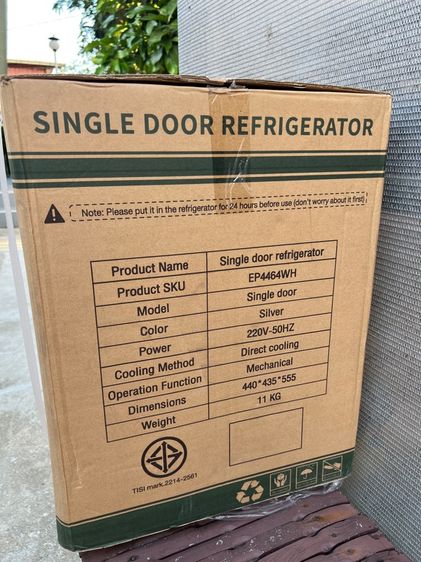 SINGLE DOOR REFRIGERATOR
Note: Please put it in the refrigerator for 24 hours before use (don't worry about it first)
Product Name Single door refrigerator
Product SKU EP4464WH
Model Single door
Color Silver
Power 220V-50HZ
Cooling Method Direct cooling
Operation Function Mechanical
Dimensions 440*435*555
Weight 11 KG
TISI mark.2214-2561